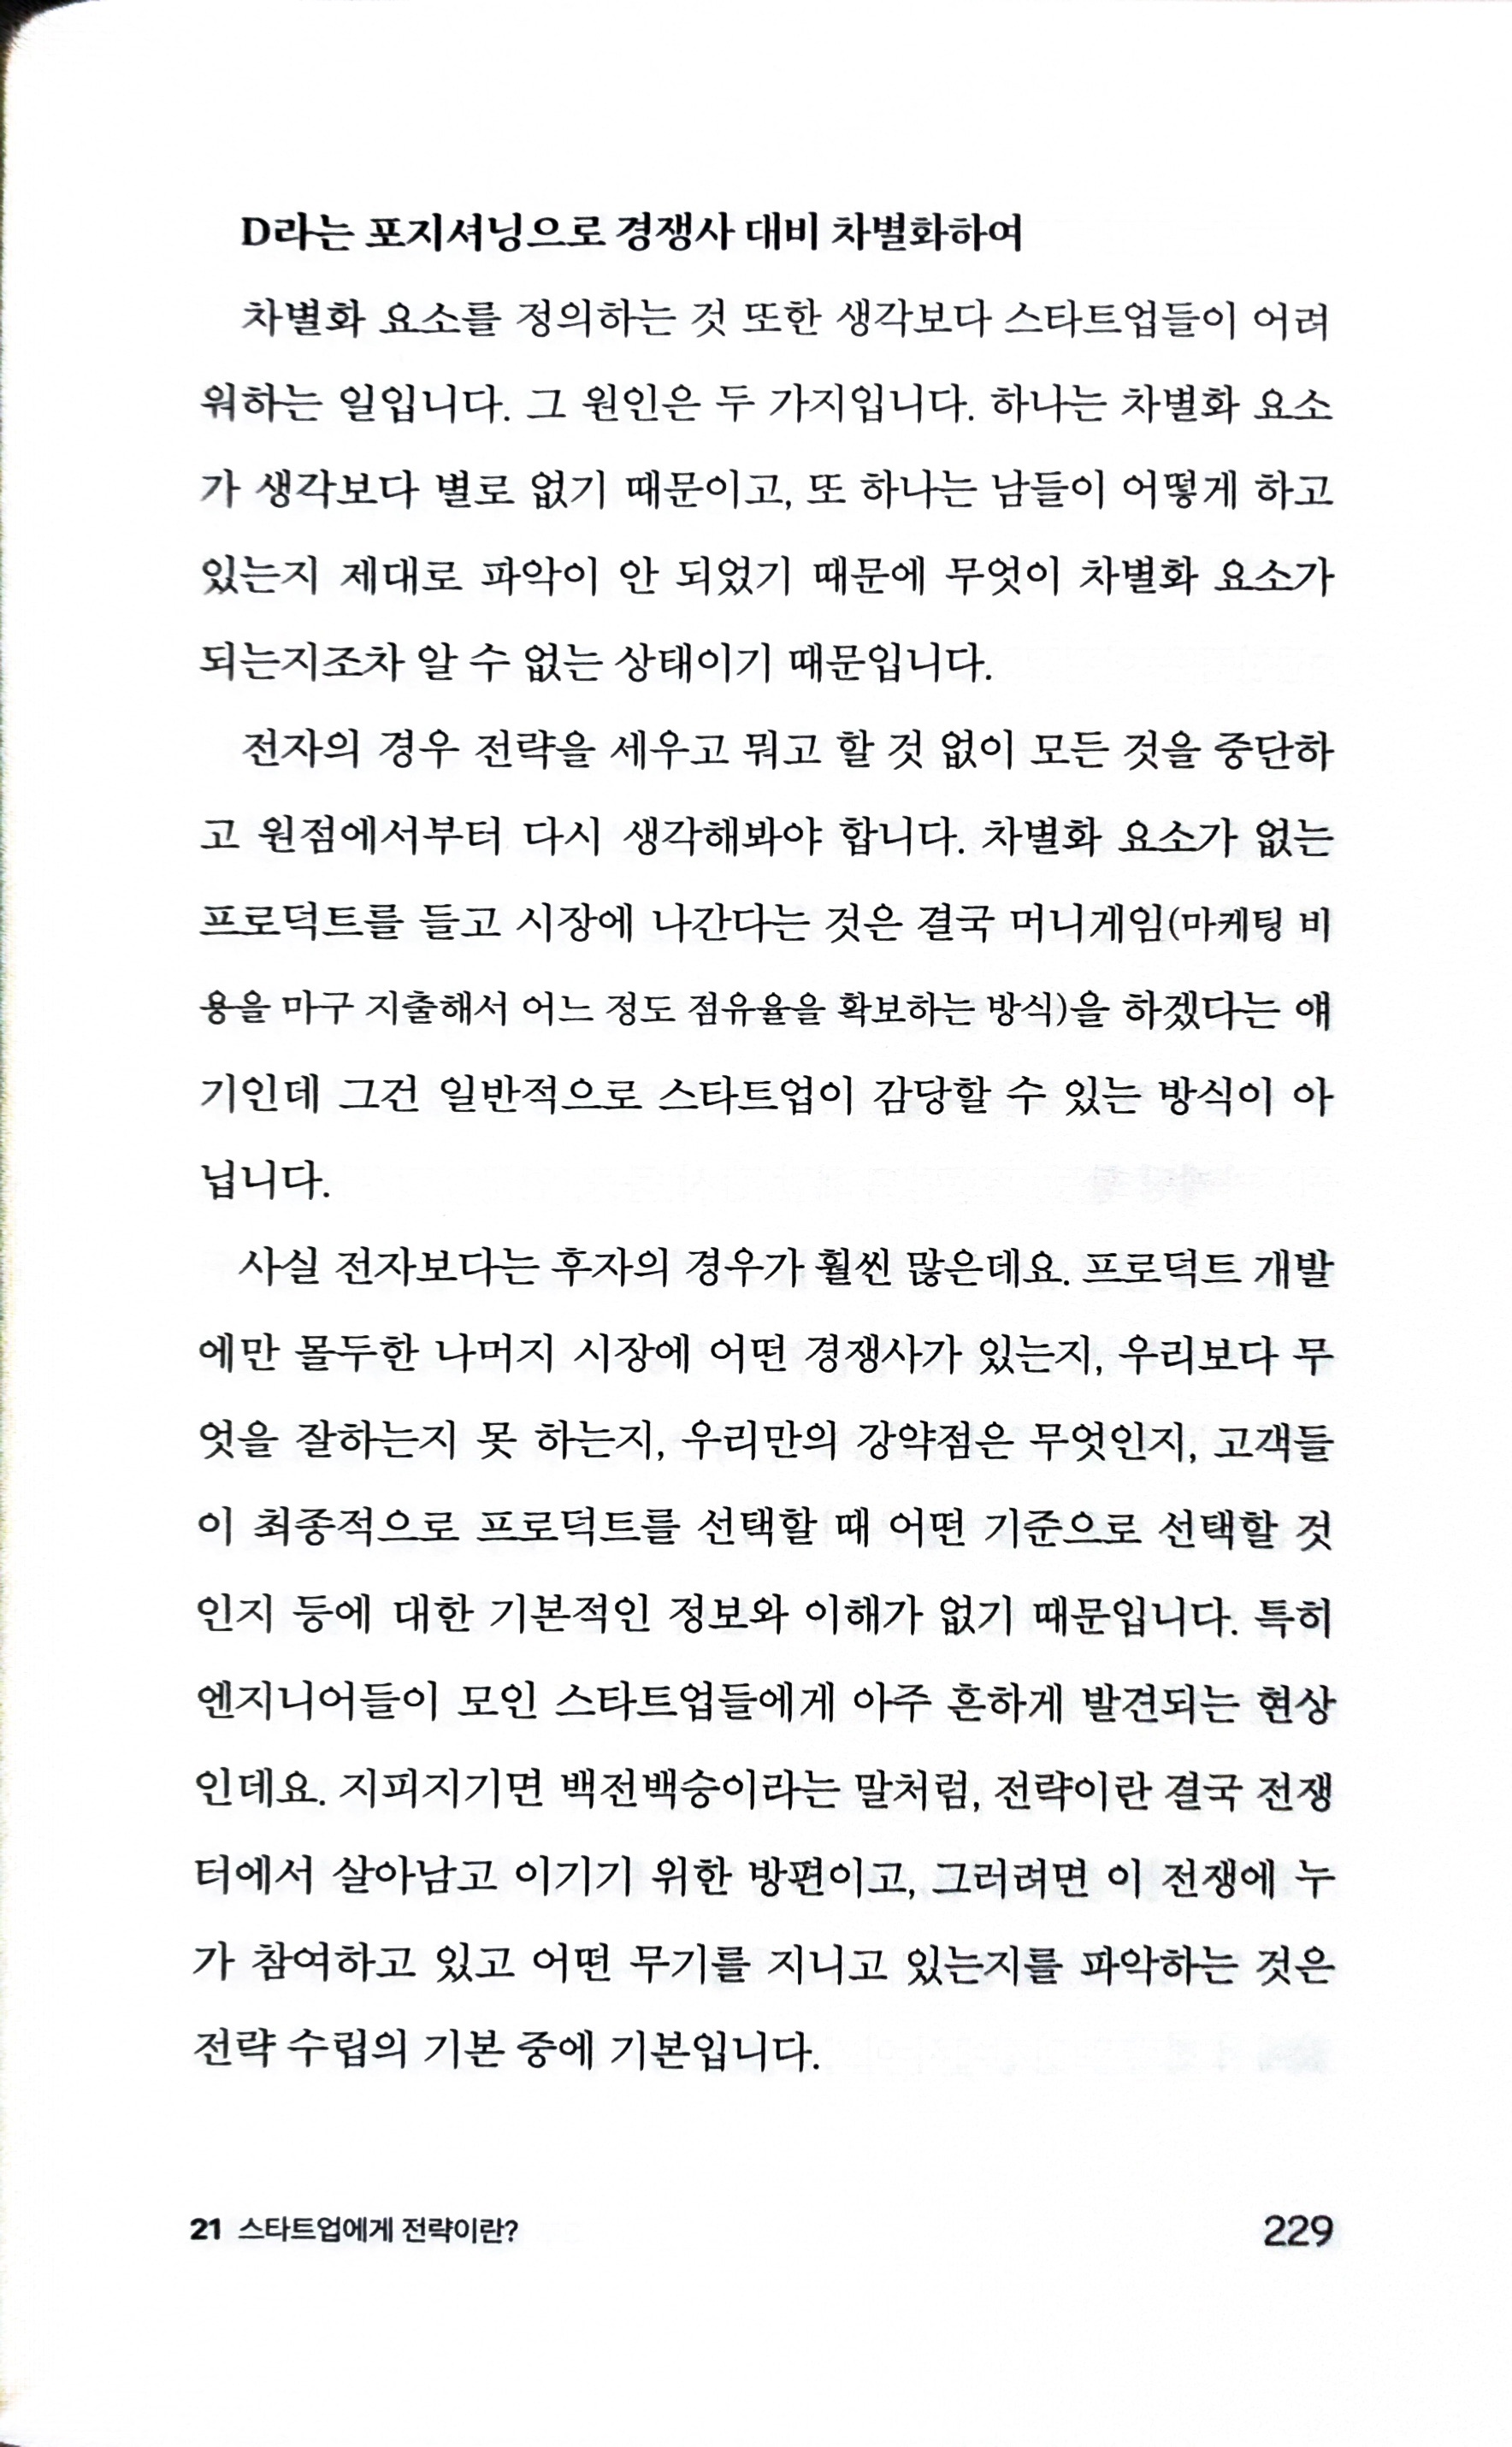 D라는 포지셔닝으로 경쟁사 대비 차별화하여
차별화 요소를 정의하는 것 또한 생각보다 스타트업들이 어려
워하는 일입니다. 그 원인은 두 가지입니다. 하나는 차별화 요소
가 생각보다 별로 없기 때문이고, 또 하나는 남들이 어떻게 하고
있는지 제대로 파악이 안 되었기 때문에 무엇이 차별화 요소가
되는지조차 알 수 없는 상태이기 때문입니다.
전자의 경우 전략을 세우고 뭐고 할 것 없이 모든 것을 중단하
고 원점에서부터 다시 생각해봐야 합니다. 차별화 요소가 없는
프로덕트를 들고 시장에 나간다는 것은 결국 머니게임(마케팅 비
용을 마구 지출해서 어느 정도 점유율을 확보하는 방식)을 하겠다는 얘
기인데 그건 일반적으로 스타트업이 감당할 수 있는 방식이 아
닙니다.
사실 전자보다는 후자의 경우가 훨씬 많은데요. 프로덕트 개발
에만 몰두한 나머지 시장에 어떤 경쟁사가 있는지, 우리보다 무
엇을 잘하는지 못 하는지, 우리만의 강약점은 무엇인지, 고객들
이 최종적으로 프로덕트를 선택할 때 어떤 기준으로 선택할 것
인지 등에 대한 기본적인 정보와 이해가 없기 때문입니다. 특히
엔지니어들이 모인 스타트업들에게 아주 흔하게 발견되는 현상
인데요. 지피지기면 백전백승이라는 말처럼, 전략이란 결국 전쟁
터에서 살아남고 이기기 위한 방편이고, 그러려면 이 전쟁에 누
가 참여하고 있고 어떤 무기를 지니고 있는지를 파악하는 것은
전략 수립의 기본 중에 기본입니다.
21 스타트업에게 전략이란?
229